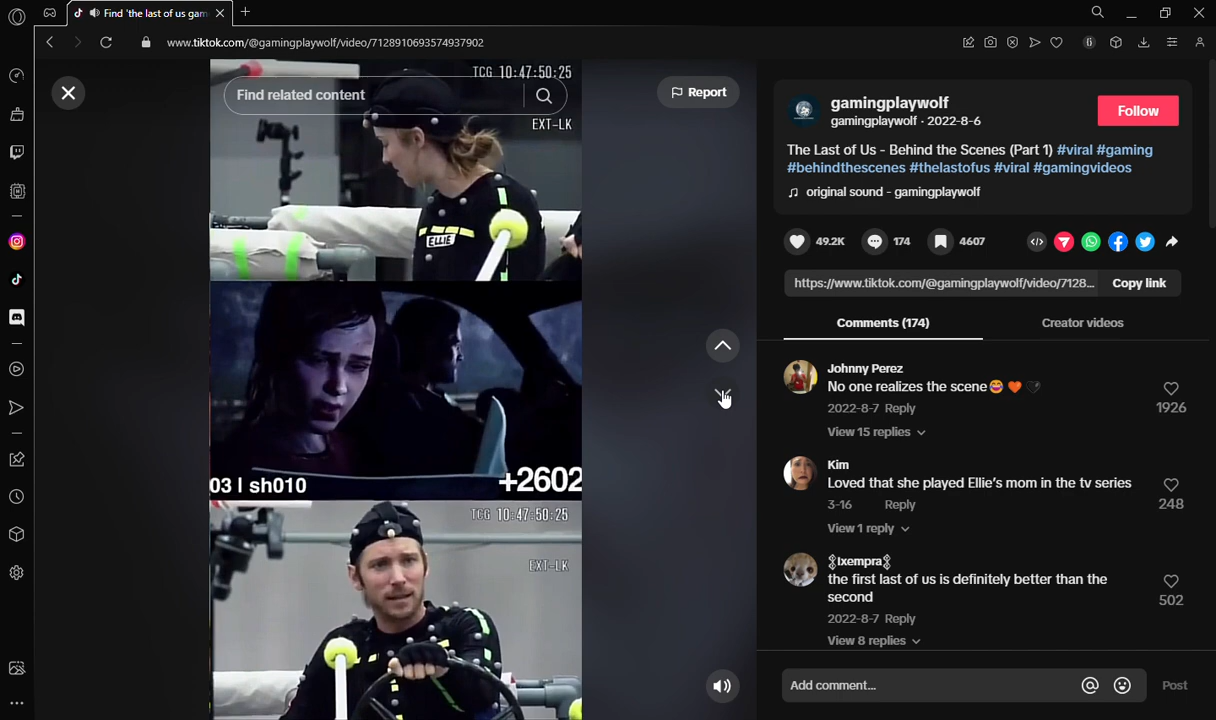 Find 'the last of us gam
www.tiktok.com/@gamingplaywolf/video/7128910693574937902
TCG 10:47:50:25
Find related content
EXT-LK
Report
ELLIE
03 | sh010
+2602
TCG 10:47:50:25
EXT-LK
gamingplaywolf
gamingplaywolf · 2022-8-6
Follow
The Last of Us - Behind the Scenes (Part 1) #viral #gaming
#behindthescenes #thelastofus #viral #gamingvideos
original sound - gamingplaywolf
49.2K
174
4607
https://www.tiktok.com/@gamingplaywolf/video/7128...
Copy link
Comments (174)
Creator videos
Johnny Perez
No one realizes the scene😂 🧡 🖤
2022-8-7 Reply
1926
View 15 replies
Kim
Loved that she played Ellie's mom in the tv series
3-16 Reply
248
View 1 reply
Ixempra
the first last of us is definitely better than the
second
2022-8-7 Reply
502
View 8 replies
Add comment...
Post